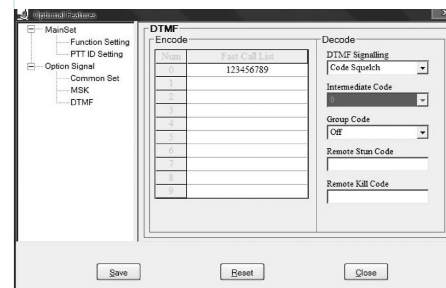 Optional Features
MainSet
Function Setting
PTT ID Setting
Option Signal
Common Set
MSK
DTMF
DTMF
Encode
Num Fast Call List
0 123456789
1
2
3
4
5
6
7
8
9
Decode
DTMF Signalling
Code Squelch
Intermediate Code
0
Group Code
Off
Remote Stun Code
Remote Kill Code
Save Reset Close